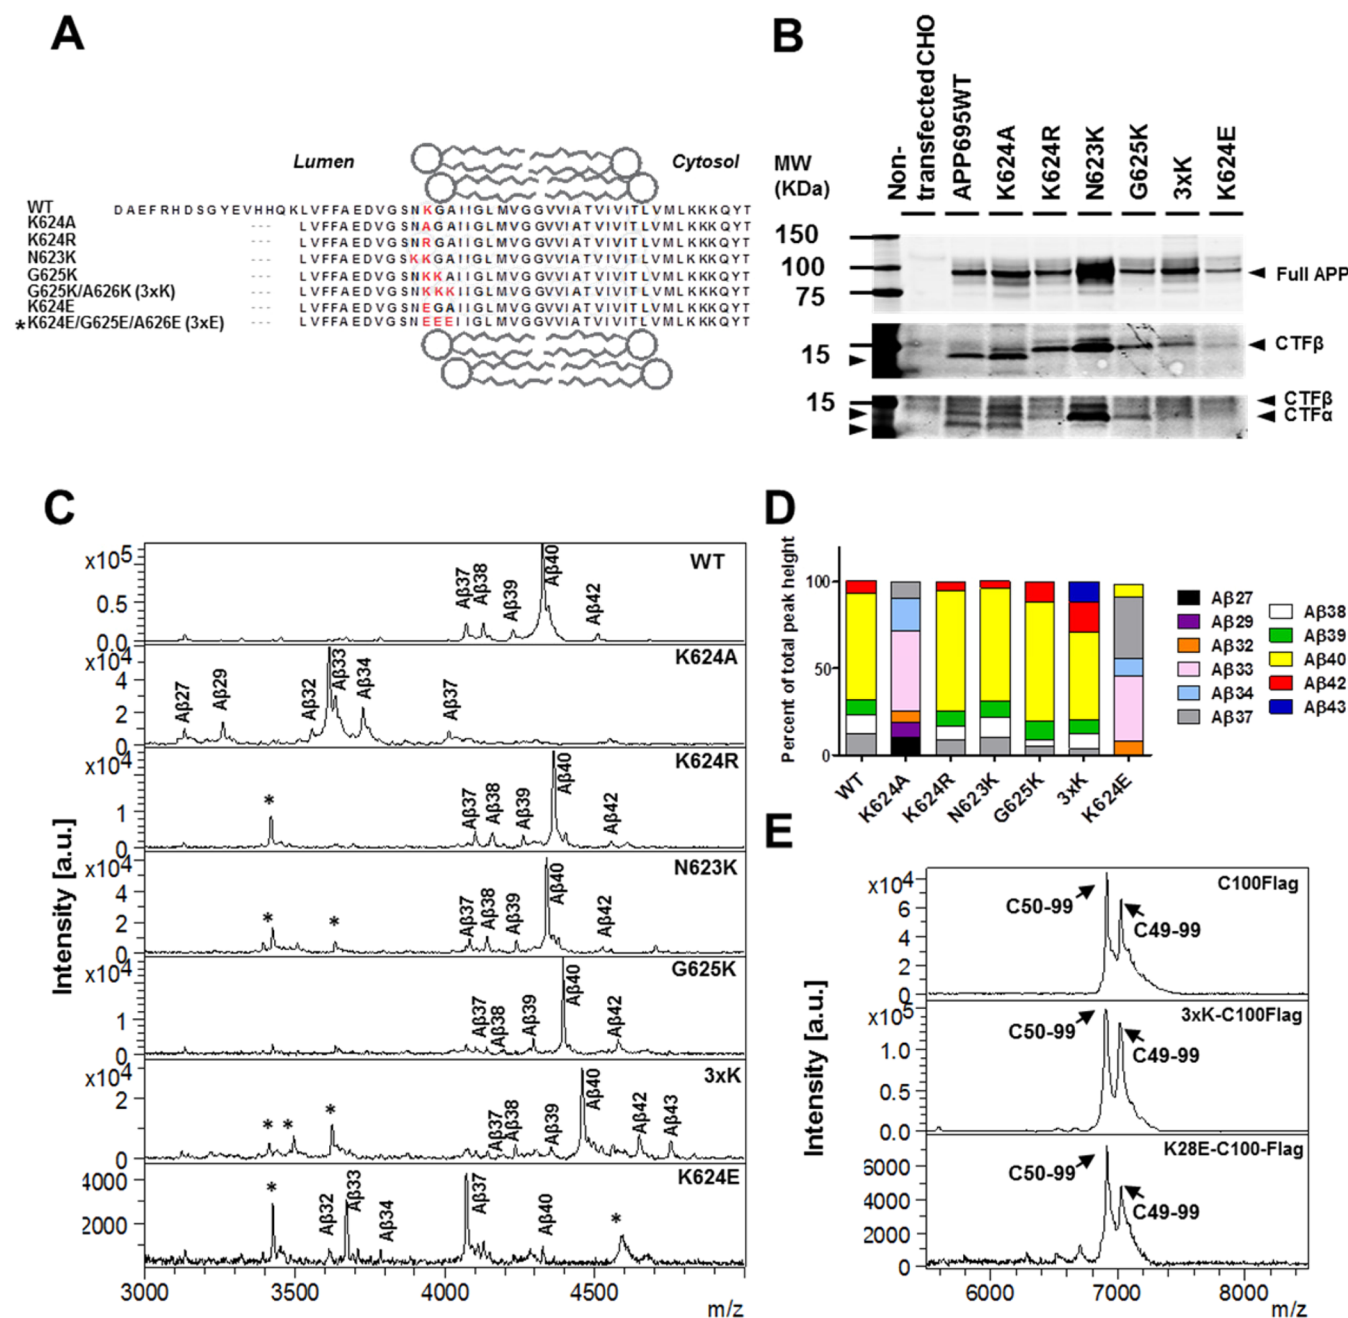 A
Lumen
Cytosol
WT DAEFRHDSGYEVHHQKLVFFAEDVGSNKGAIIGLMVGGVVIATVIVITLVMLKKKQYT
K624A --- LVFFAEDVGSNAGAIIGLMVGGVVIATVIVITLVMLKKKQYT
K624R --- LVFFAEDVGSNRGAIIGLMVGGVVIATVIVITLVMLKKKQYT
N623K --- LVFFAEDVGSKKGAIIGLMVGGVVIATVIVITLVMLKKKQYT
G625K --- LVFFAEDVGSNKKAIIGLMVGGVVIATVIVITLVMLKKKQYT
G625K/A626K (3xK) --- LVFFAEDVGSNKKKIIGLMVGGVVIATVIVITLVMLKKKQYT
K624E --- LVFFAEDVGSNEGAIIGLMVGGVVIATVIVITLVMLKKKQYT
*K624E/G625E/A626E (3xE) --- LVFFAEDVGSNEEEIIGLMVGGVVIATVIVITLVMLKKKQYT
B
MW
(KDa)
Non-
transfected CHO
APP695WT
K624A
K624R
N623K
G625K
3xK
K624E
150
100
75
Full APP
15
CTFβ
15
CTFβ
CTFα
C
Intensity [a.u.]
x10⁵
0.5
0.0
WT
Aβ37
Aβ38
Aβ39
Aβ40
Aβ42
x10⁴
4
2
0
K624A
Aβ27
Aβ29
Aβ32
Aβ33
Aβ34
Aβ37
x10⁴
1
0
K624R
*
Aβ37
Aβ38
Aβ39
Aβ40
Aβ42
x10⁴
4
2
0
N623K
*
*
Aβ37
Aβ38
Aβ39
Aβ40
Aβ42
x10⁴
1
0
G625K
Aβ37
Aβ38
Aβ39
Aβ40
Aβ42
x10⁴
2
0
3xK
*
*
*
Aβ37
Aβ38
Aβ39
Aβ40
Aβ42
Aβ43
4000
2000
K624E
*
Aβ32
Aβ33
Aβ34
Aβ37
Aβ40
*
3000
3500
4000
4500
m/z
D
Percent of total peak height
100
50
0
WT
K624A
K624R
N623K
G625K
3xK
K624E
Aβ27
Aβ29
Aβ32
Aβ33
Aβ34
Aβ37
Aβ38
Aβ39
Aβ40
Aβ42
Aβ43
E
Intensity [a.u.]
x10⁴
6
4
2
0
C100Flag
C50-99
C49-99
x10⁵
1.0
0.5
0.0
3xK-C100Flag
C50-99
C49-99
6000
4000
2000
0
K28E-C100-Flag
C50-99
C49-99
6000
7000
8000
m/z